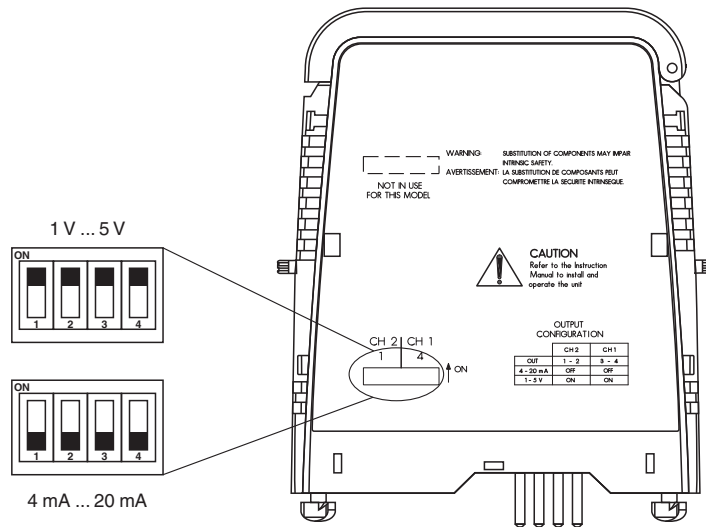 WARNING: SUBSTITUTION OF COMPONENTS MAY IMPAIR
INTRINSIC SAFETY.
AVERTISSEMENT: LA SUBSTITUTION DE COMPOSANTS PEUT
COMPROMETTRE LA SECURITE INTRINSEQUE.
NOT IN USE
FOR THIS MODEL
1 V ... 5 V
ON
1 2 3 4
CAUTION
Refer to the Instruction
Manual to install and
operate the unit
CH 2 CH 1
1 4
ON
OUTPUT
CONFIGURATION
CH 2 CH 1
OUT 1 - 2 3 - 4
4 - 20 mA OFF OFF
1 - 5 V ON ON
ON
1 2 3 4
4 mA ... 20 mA